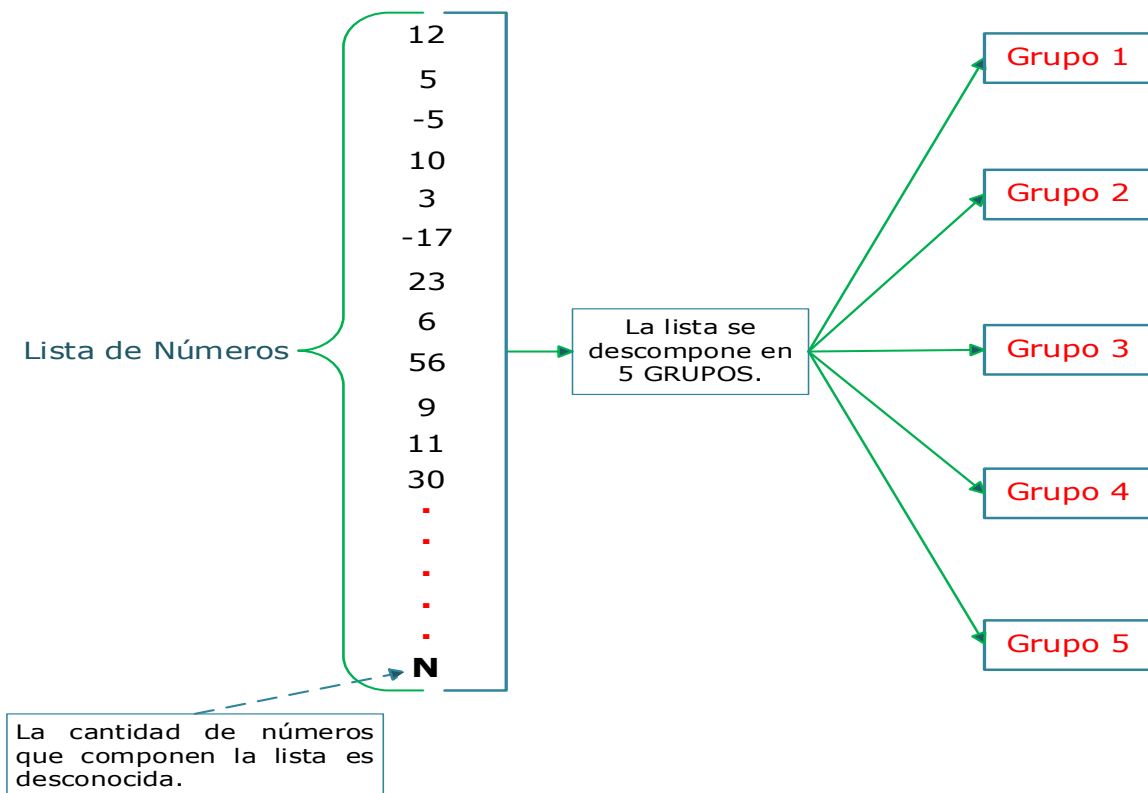 Lista de Números
12
5
-5
10
3
-17
23
6
56
9
11
30
.
.
.
.
.
N
La cantidad de números
que componen la lista es
desconocida.
La lista se
descompone en
5 GRUPOS.
Grupo 1
Grupo 2
Grupo 3
Grupo 4
Grupo 5